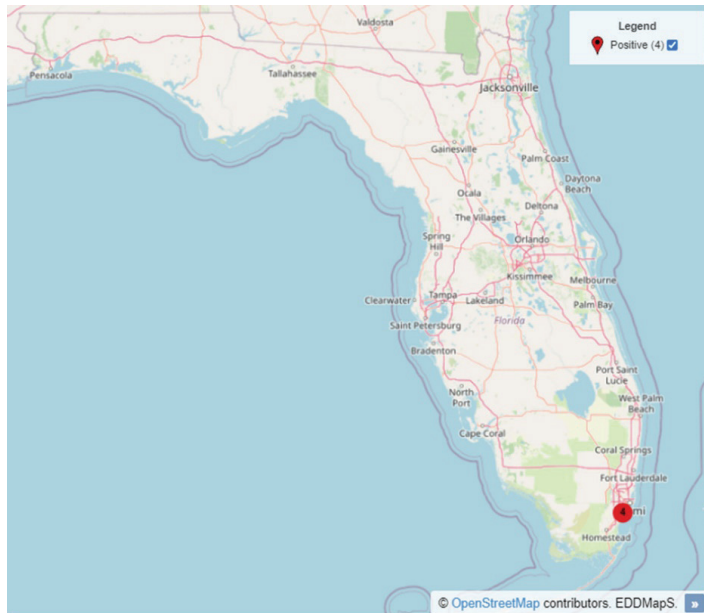 Legend
Positive (4)
Valdosta
Pensacola
Tallahassee
Jacksonville
Gainesville
Palm Coast
Daytona
Beach
Ocala
Deltona
The Villages
Spring
Hill
Orlando
Kissimmee
Melbourne
Clearwater
Tampa
Lakeland
Palm Bay
Saint Petersburg
Florida
Bradenton
Port Saint
Lucie
North
Port
West Palm
Beach
Cape Coral
Coral Springs
Fort Lauderdale
4
mi
Homestead
© OpenStreetMap contributors. EDDMapS. »